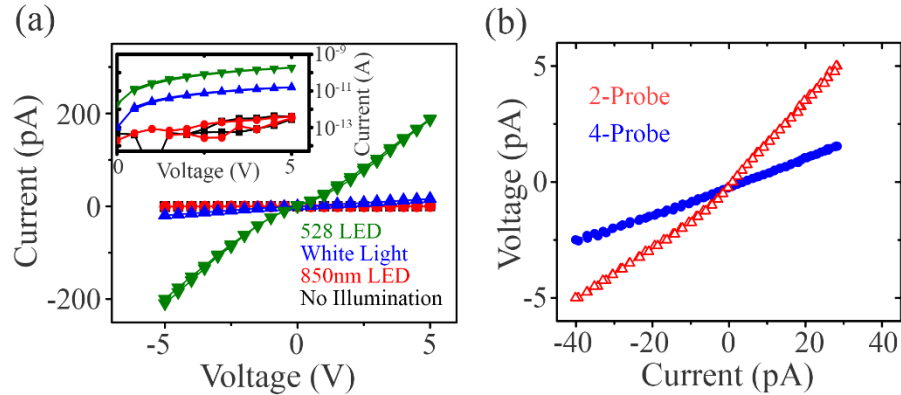 (a)
Current (pA)
200
0
-200
-5
0
5
Voltage (V)
10-9
10-11
10-13
Current (A)
0
5
Voltage (V)
528 LED
White Light
850nm LED
No Illumination
(b)
Voltage (pA)
5
0
-5
-40
-20
0
20
40
Current (pA)
2-Probe
4-Probe